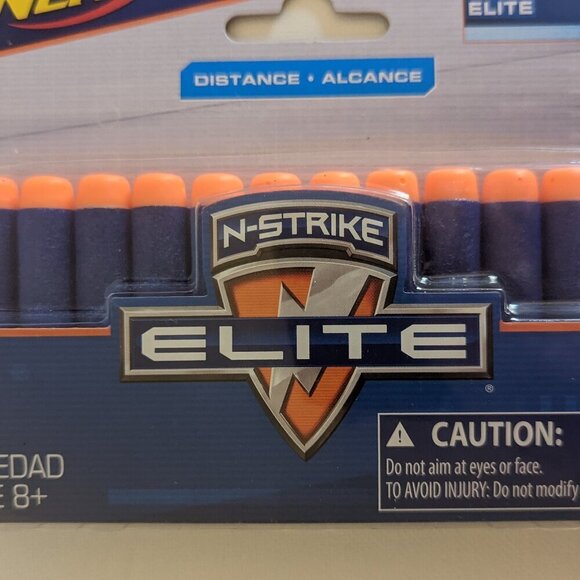 NERF
ELITE
DISTANCE • ALCANCE
N-STRIKE
ELITE
®
EDAD
8+
⚠ CAUTION:
Do not aim at eyes or face.
TO AVOID INJURY: Do not modify